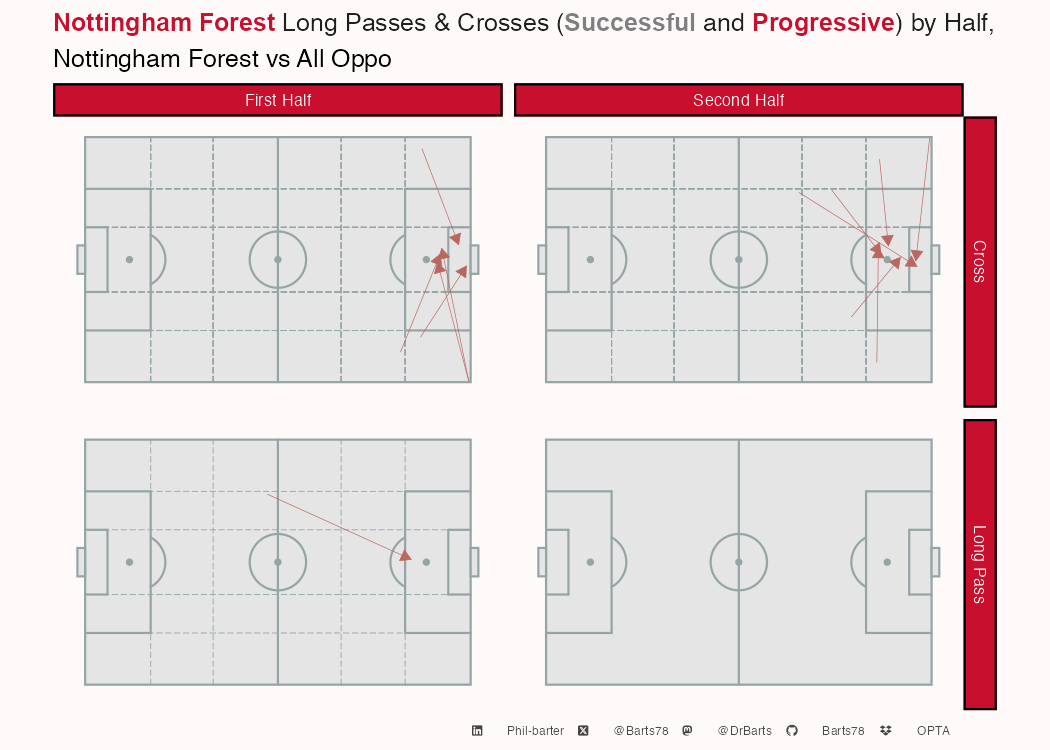 Nottingham Forest Long Passes & Crosses (Successful and Progressive) by Half,
Nottingham Forest vs All Oppo
First Half
Second Half
Cross
Long Pass
Phil-barter @Barts78 @DrBarts Barts78 OPTA